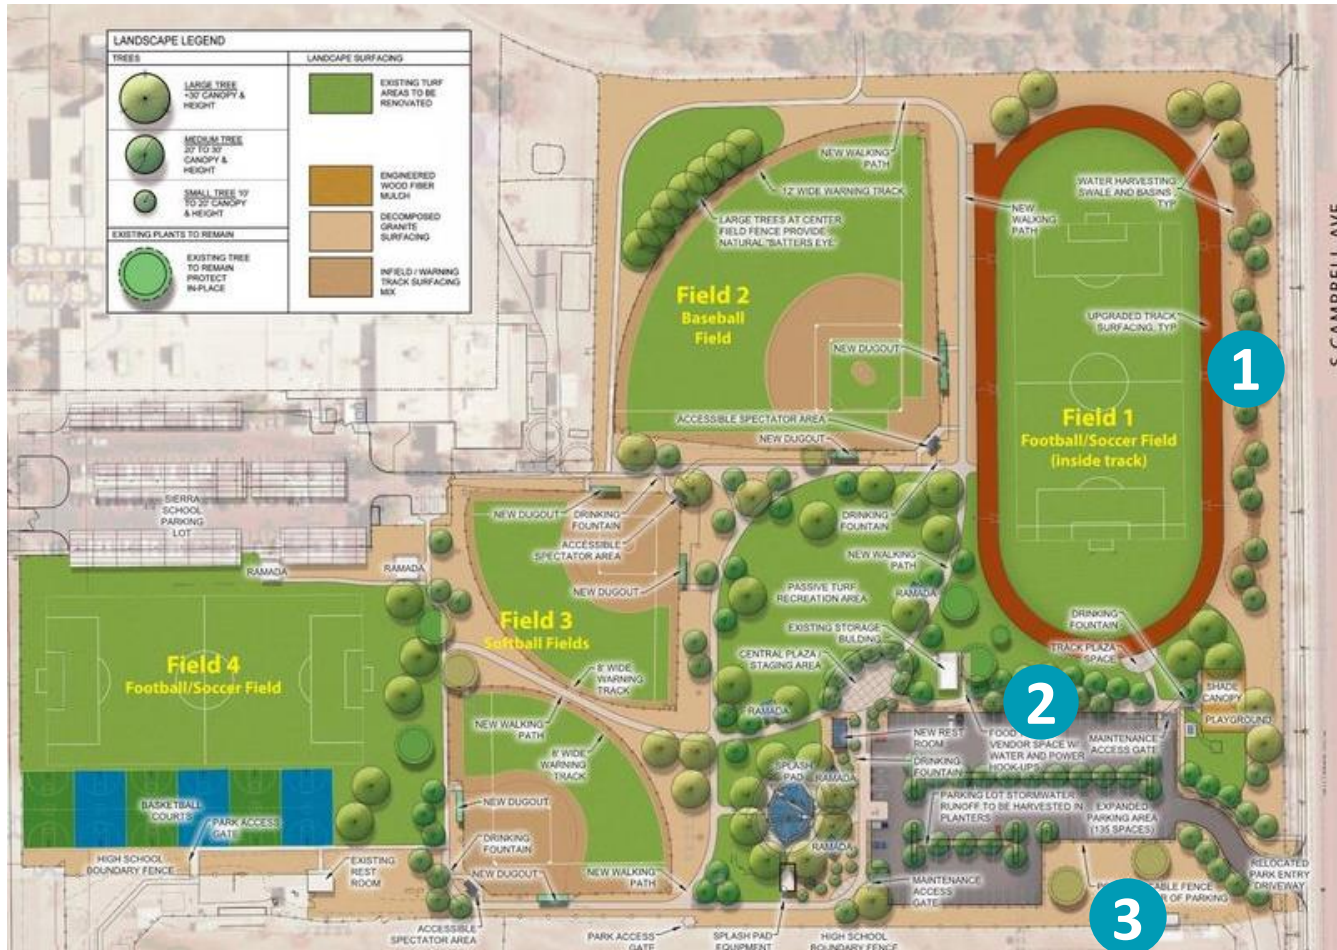 LANDSCAPE LEGEND
TREES
LARGE TREE
+30' CANOPY &
HEIGHT
MEDIUM TREE
20' TO 30'
CANOPY &
HEIGHT
SMALL TREE 10'
TO 20' CANOPY
& HEIGHT
EXISTING PLANTS TO REMAIN
EXISTING TREE
TO REMAIN
PROTECT
IN-PLACE
LANDSCAPE SURFACING
EXISTING TURF
AREAS TO BE
RENOVATED
ENGINEERED
WOOD FIBER
MULCH
DECOMPOSED
GRANITE
SURFACING
INFIELD / WARNING
TRACK SURFACING
MIX
Sierra
M. S.
NEW WALKING
PATH
12' WIDE WARNING TRACK
LARGE TREES AT CENTER
FIELD FENCE PROVIDE
NATURAL "BATTERS EYE"
Field 2
Baseball
Field
NEW DUGOUT
ACCESSIBLE SPECTATOR AREA
NEW DUGOUT
NEW
WALKING
PATH
WATER HARVESTING
SWALE AND BASINS
TYP
UPGRADED TRACK
SURFACING, TYP
S CAMPBELL AVE
1
Field 1
Football/Soccer Field
(inside track)
SIERRA
SCHOOL
PARKING
LOT
RAMADA
RAMADA
NEW DUGOUT
DRINKING
FOUNTAIN
ACCESSIBLE
SPECTATOR AREA
NEW DUGOUT
DRINKING
FOUNTAIN
NEW WALKING
PATH
PASSIVE TURF
RECREATION AREA
RAMADA
EXISTING STORAGE
BULDING
CENTRAL PLAZA /
STAGING AREA
RAMADA
DRINKING
FOUNTAIN
TRACK PLAZA
SPACE
SHADE
CANOPY
PLAYGROUND
Field 3
Softball Fields
8' WIDE
WARNING
TRACK
NEW WALKING
PATH
8' WIDE
WARNING
TRACK
Field 4
Football/Soccer Field
BASKETBALL
COURTS
PARK ACCESS
GATE
HIGH SCHOOL
BOUNDARY FENCE
EXISTING
REST
ROOM
NEW DUGOUT
DRINKING
FOUNTAIN
NEW DUGOUT
NEW WALKING
PATH
ACCESSIBLE
SPECTATOR AREA
PARK ACCESS
GATE
SPLASH
PAD
RAMADA
RAMADA
NEW REST
ROOM
DRINKING
FOUNTAIN
2
FOOD
VENDOR SPACE W/
WATER AND POWER
HOOK-UPS
MAINTENANCE
ACCESS GATE
PARKING LOT STORMWATER
RUNOFF TO BE HARVESTED IN
PLANTERS
EXPANDED
PARKING AREA
(135 SPACES)
RELOCATED
PARK ENTRY
DRIVEWAY
MAINTENANCE
ACCESS
GATE
CABLE FENCE
OF PARKING
3
SPLASH PAD
EQUIPMENT
HIGH SCHOOL
BOUNDARY FENCE